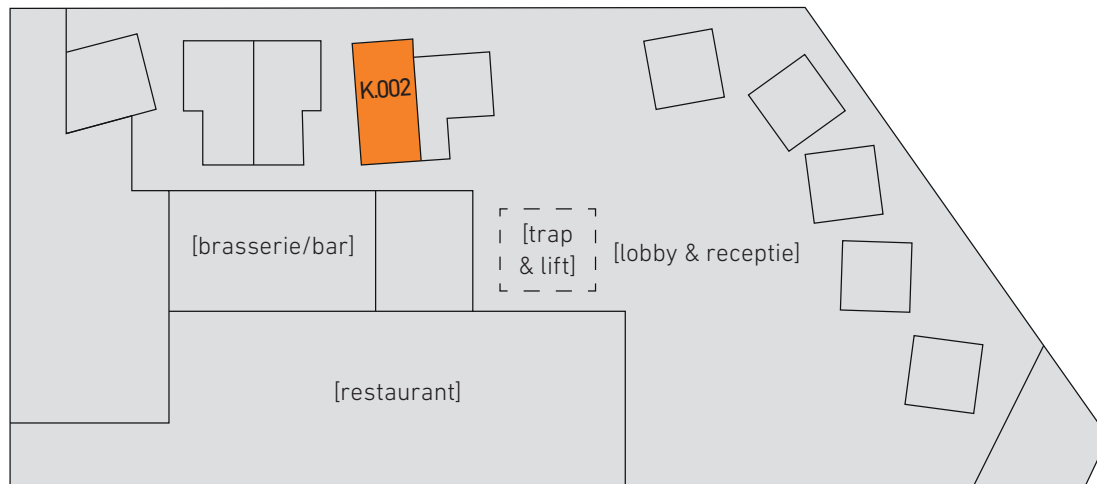 K.002
[brasserie/bar]
[trap
& lift]
[lobby & receptie]
[restaurant]